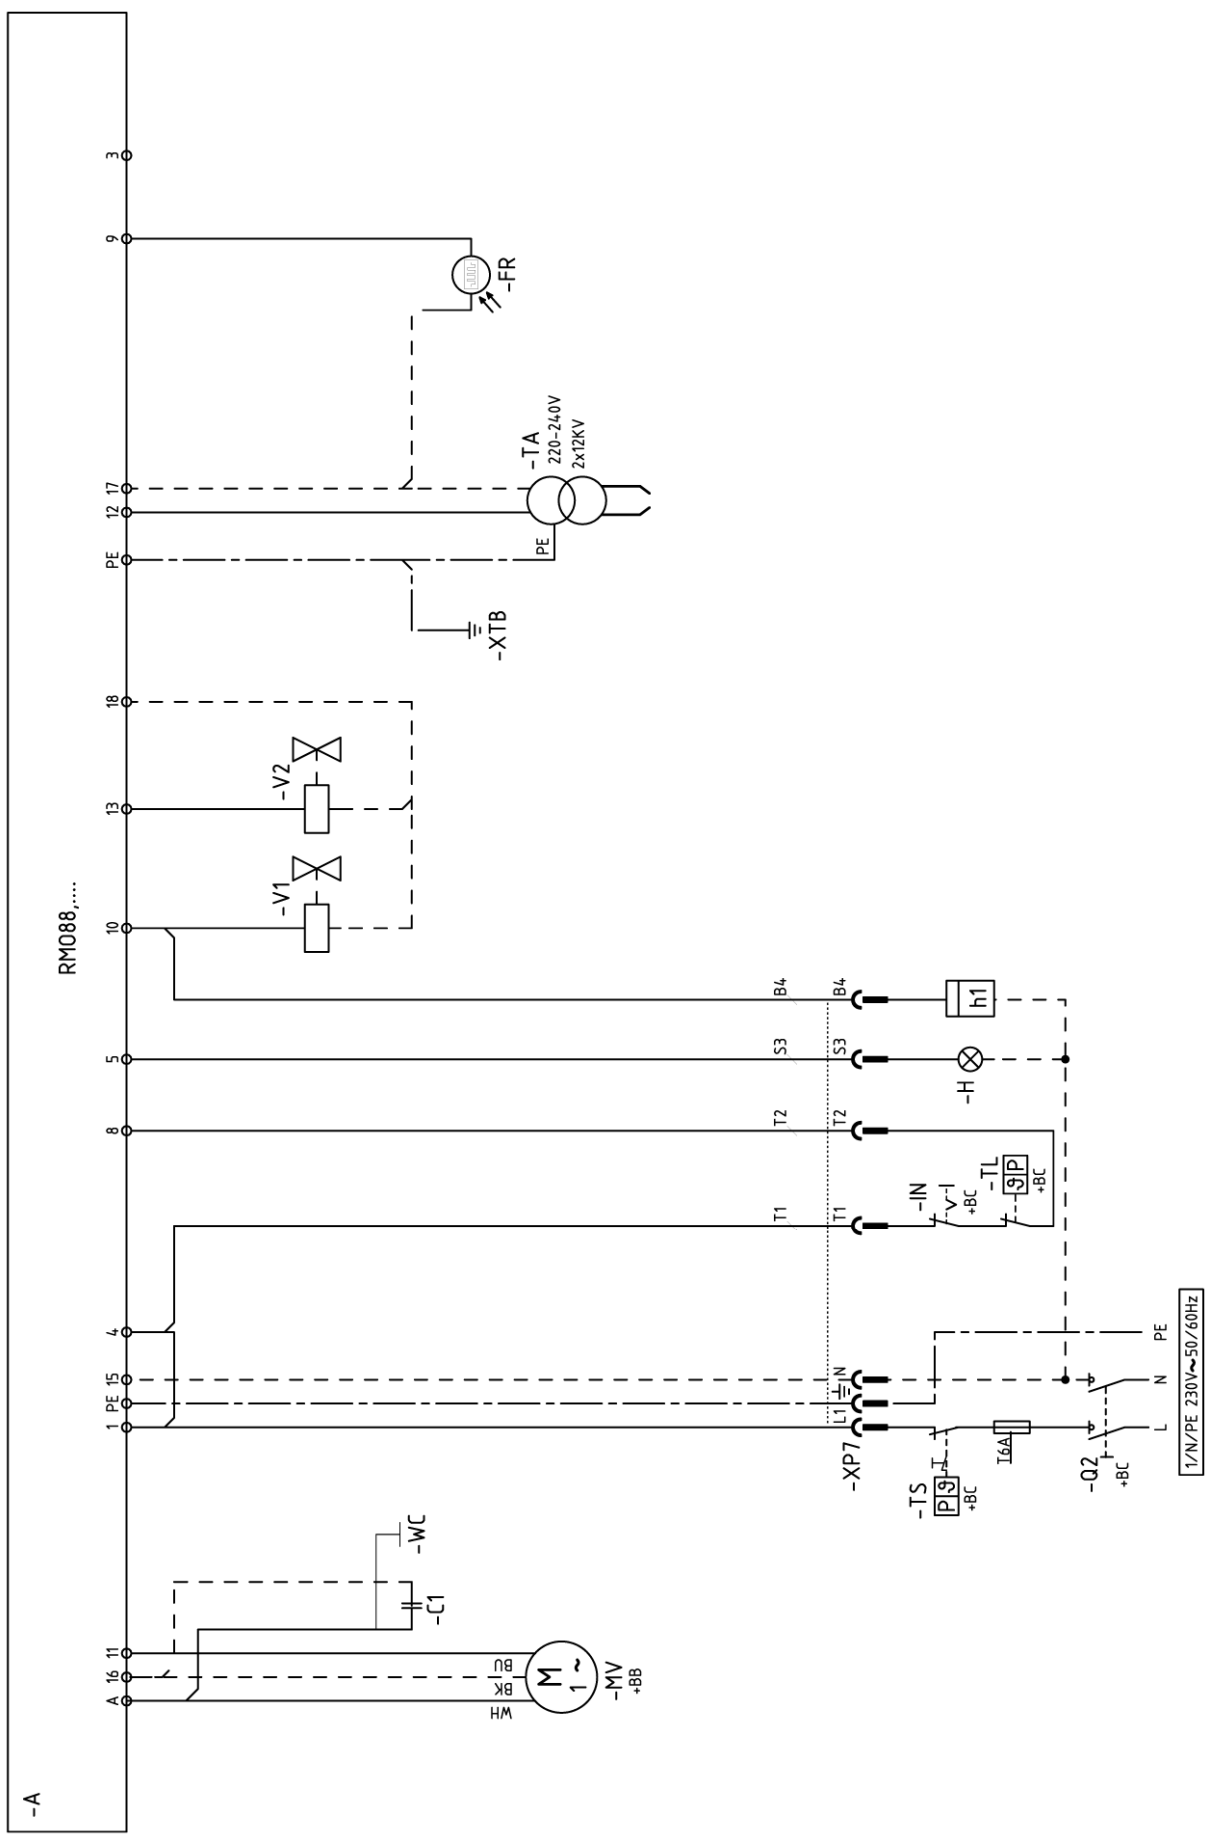 -A
RMO88,....
A
16
11
1
PE
15
4
8
5
10
13
18
PE
12
17
9
3
WH
BK
BU
M
1 ~
-MV
+BB
-C1
-WC
-V1
-V2
-XTB
PE
-TA
220-240V
2x12KV
-FR
T1
T2
S3
B4
-XP7
L1
N
T1
T2
S3
B4
-TS
P ϑ
+BC
T6A
-IN
+BC
-TL
ϑ P
+BC
-H
h1
-Q2
+BC
L
N
PE
1/N/PE 230V~50/60Hz